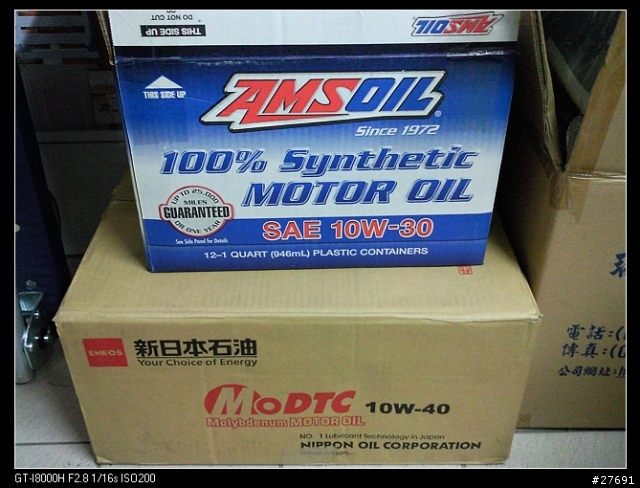 DO NOT CUT
THIS SIDE UP
AMSOIL
THIS SIDE UP
AMSOIL®
Since 1972
100% Synthetic
MOTOR OIL
UP TO 25,000
MILES
GUARANTEED
OR ONE YEAR
See Side Panel for Details
SAE 10W-30
12-1 QUART (946mL) PLASTIC CONTAINERS
ENEOS 新日本石油
Your Choice of Energy
MoDTC 10W-40
Molybdenum MOTOR OIL
NO. 1 Lubricant technology in Japan
NIPPON OIL CORPORATION
電話:(
傳真:(
公司網址:
GT-I8000H F2.8 1/16s ISO200
#27691